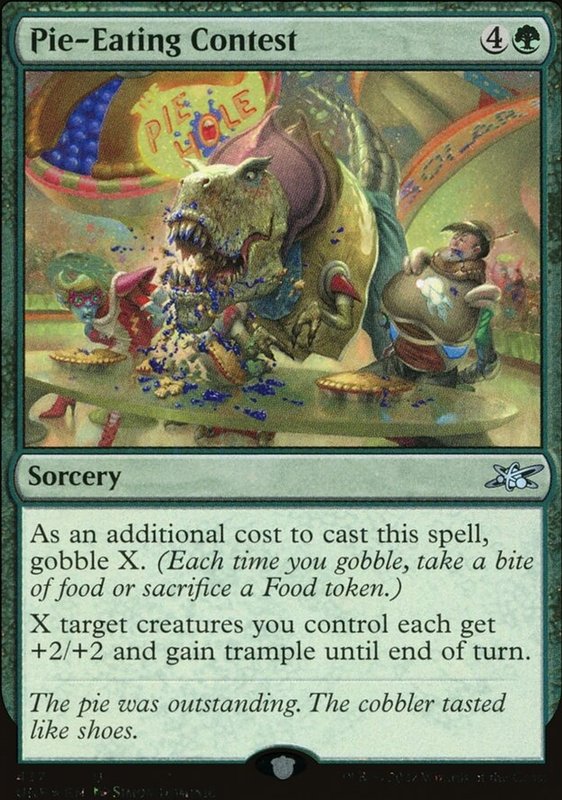 Pie-Eating Contest
4
PIE
HOLE
Sorcery
As an additional cost to cast this spell,
gobble X. (Each time you gobble, take a bite
of food or sacrifice a Food token.)
X target creatures you control each get
+2/+2 and gain trample until end of turn.
The pie was outstanding. The cobbler tasted
like shoes.